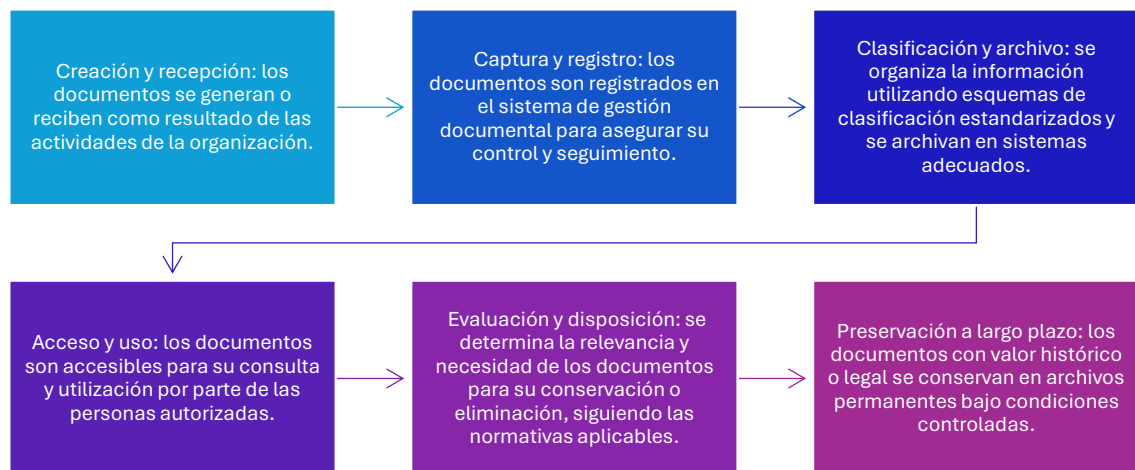 Creación y recepción: los
documentos se generan o
reciben como resultado de las
actividades de la organización.
Captura y registro: los
documentos son registrados en
el sistema de gestión
documental para asegurar su
control y seguimiento.
Clasificación y archivo: se
organiza la información
utilizando esquemas de
clasificación estandarizados y
se archivan en sistemas
adecuados.
Acceso y uso: los documentos
son accesibles para su consulta
y utilización por parte de las
personas autorizadas.
Evaluación y disposición: se
determina la relevancia y
necesidad de los documentos
para su conservación o
eliminación, siguiendo las
normativas aplicables.
Preservación a largo plazo: los
documentos con valor histórico
o legal se conservan en archivos
permanentes bajo condiciones
controladas.